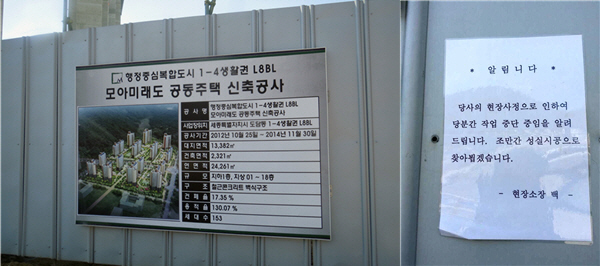 행정중심복합도시 1-4생활권 L8BL
모아미래도 공동주택 신축공사
공사명 행정중심복합도시 1-4생활권 L8BL
모아미래도 공동주택 신축공사
사업장위치 세종특별자치시 도담동 1-4생활권 L8BL
공사기간 2012년 10월 25일 ~ 2014년 11월 30일
대지면적 13,382㎡
건축면적 2,321㎡
연면적 24,261㎡
규모 지하1층, 지상 01 - 18층
구조 철근콘크리트 벽식구조
건폐율 17.35 %
용적률 130.07 %
세대수 153
* 알립니다 *
당사의 현장사정으로 인하여
당분간 작업 중단 중임을 알려
드립니다. 조만간 성실시공으로
찾아뵙겠습니다.
- 현장소장 백 -